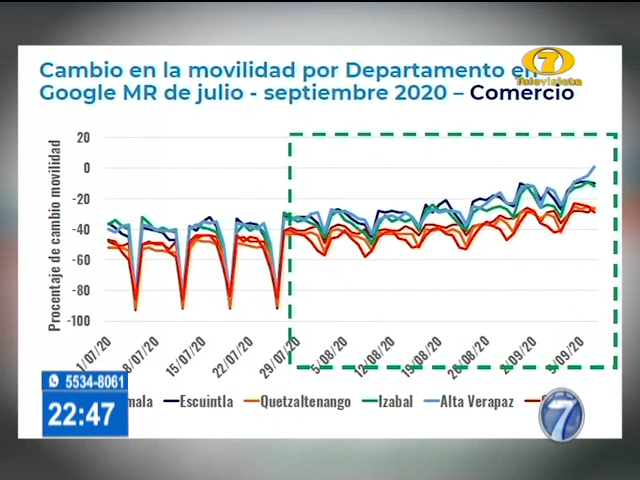 Cambio en la movilidad por Departamento en
Google MR de julio - septiembre 2020 – Comercio
7
Televisiete
Procentaje de cambio movilidad
20
0
-20
-40
-60
-80
-100
1/07/20
8/07/20
15/07/20
22/07/20
29/07/20
5/08/20
12/08/20
19/08/20
26/08/20
2/09/20
9/09/20
Escuintla
Quetzaltenango
Izabal
Alta Verapaz
5534-8061
22:47
7